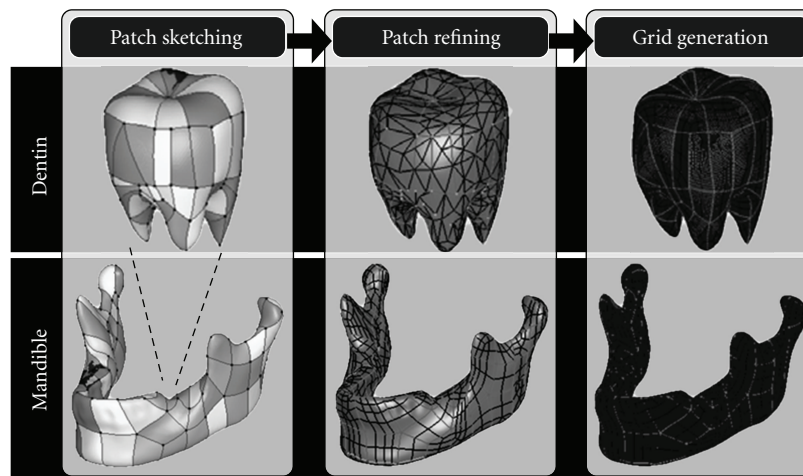 Patch sketching
Patch refining
Grid generation
Dentin
Mandible